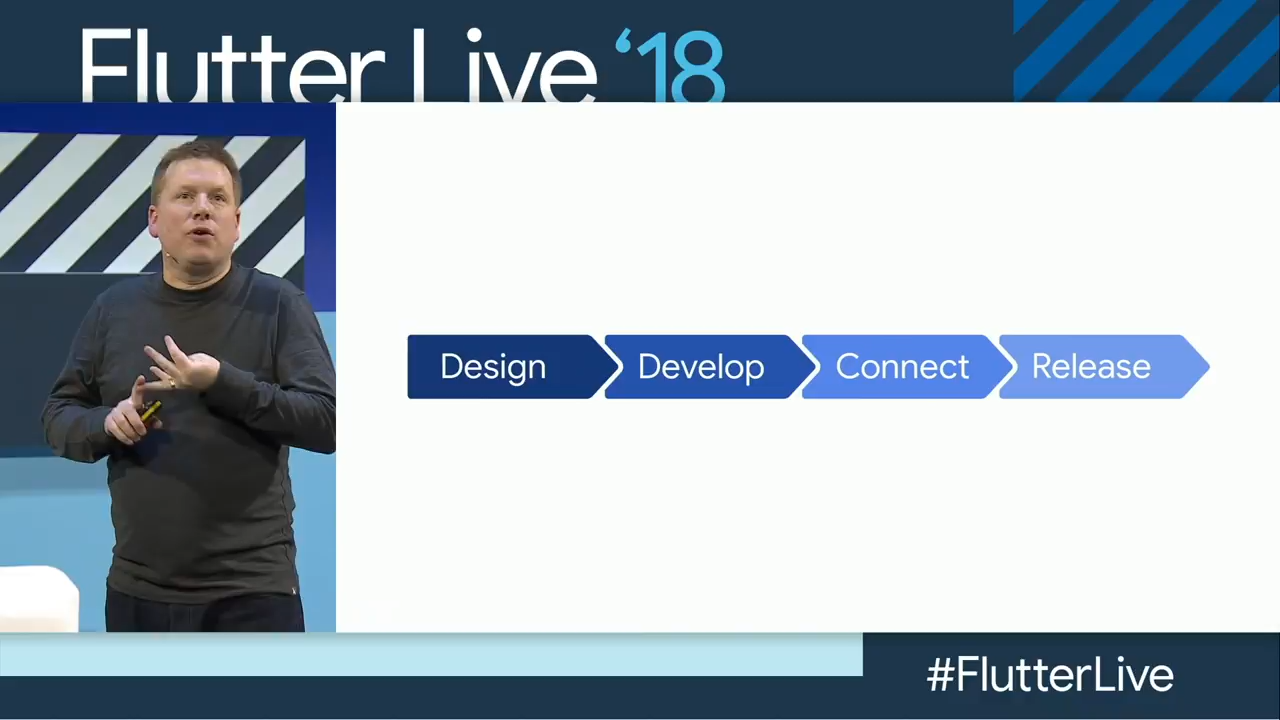 Flutter Live ‘18
Design
Develop
Connect
Release
#FlutterLive